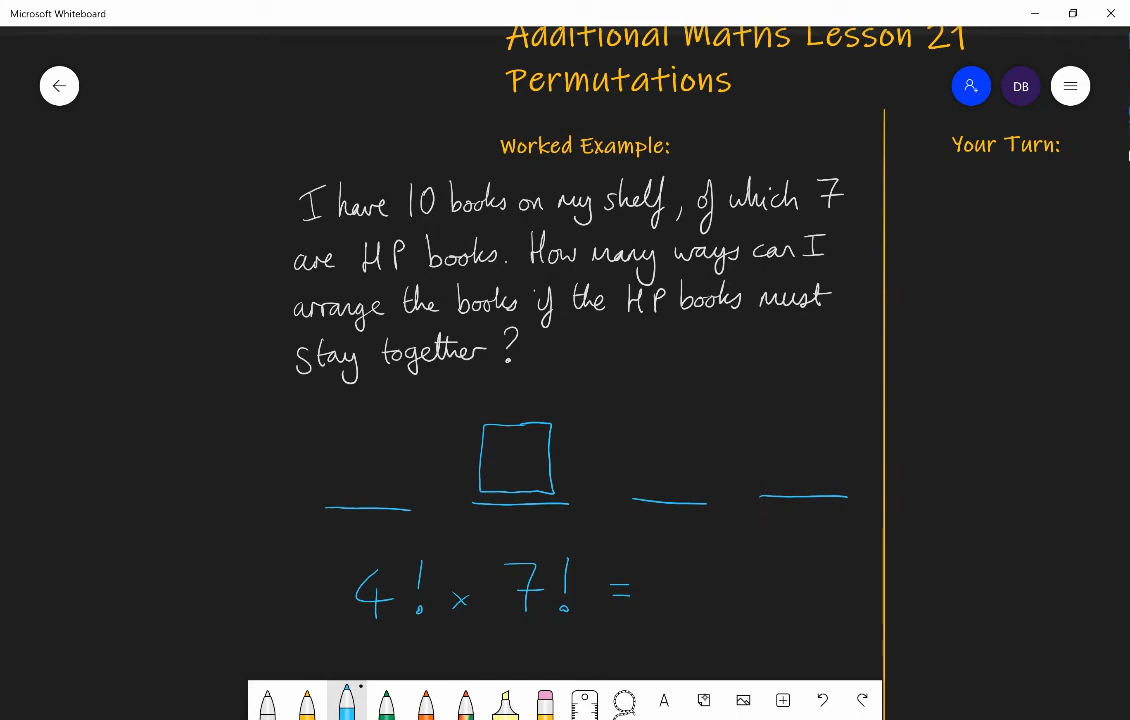 Microsoft Whiteboard
Additional Maths Lesson 21
Permutations
DB
Worked Example:
Your Turn:
I have 10 books on my shelf, of which 7
are HP books. How many ways can I
arrange the books if the HP books must
stay together?
4! × 7! =
A